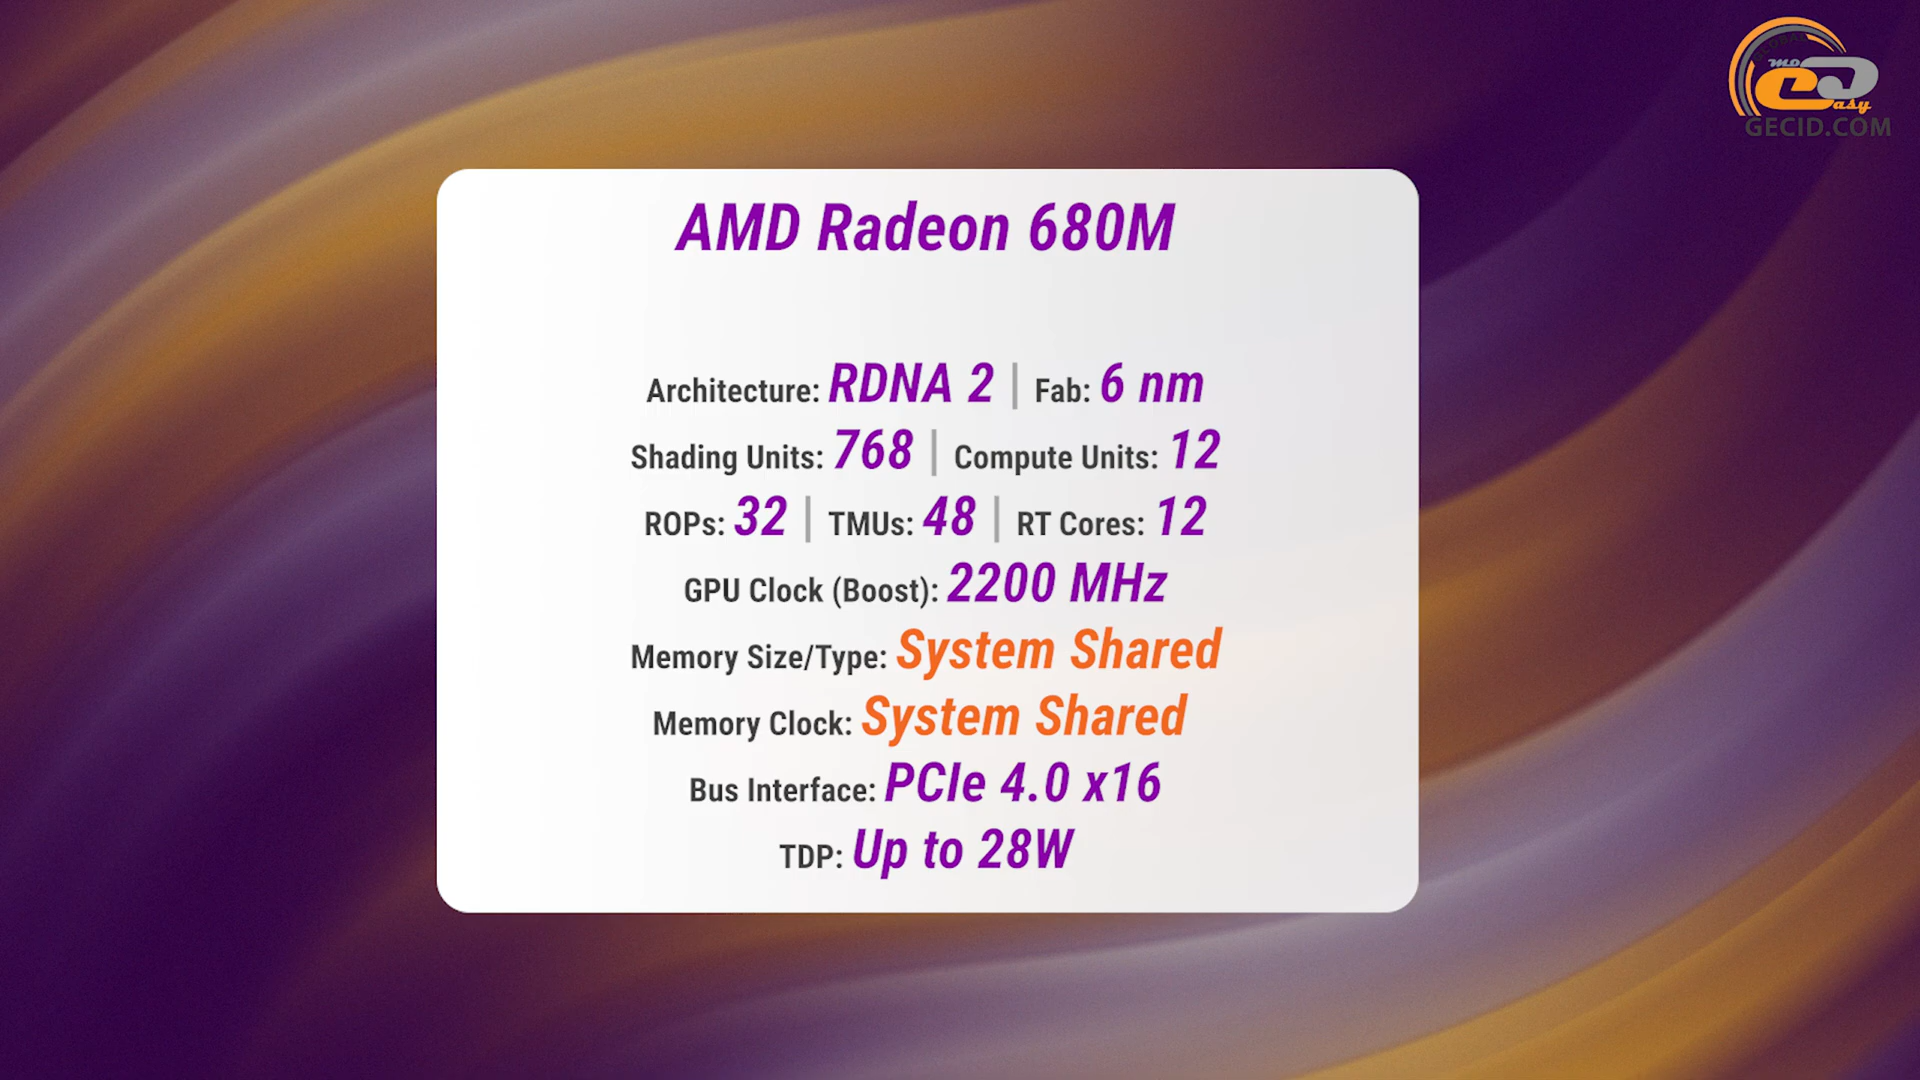 AMD Radeon 680M
Architecture: RDNA 2 | Fab: 6 nm
Shading Units: 768 | Compute Units: 12
ROPs: 32 | TMUs: 48 | RT Cores: 12
GPU Clock (Boost): 2200 MHz
Memory Size/Type: System Shared
Memory Clock: System Shared
Bus Interface: PCIe 4.0 x16
TDP: Up to 28W
GECID.COM